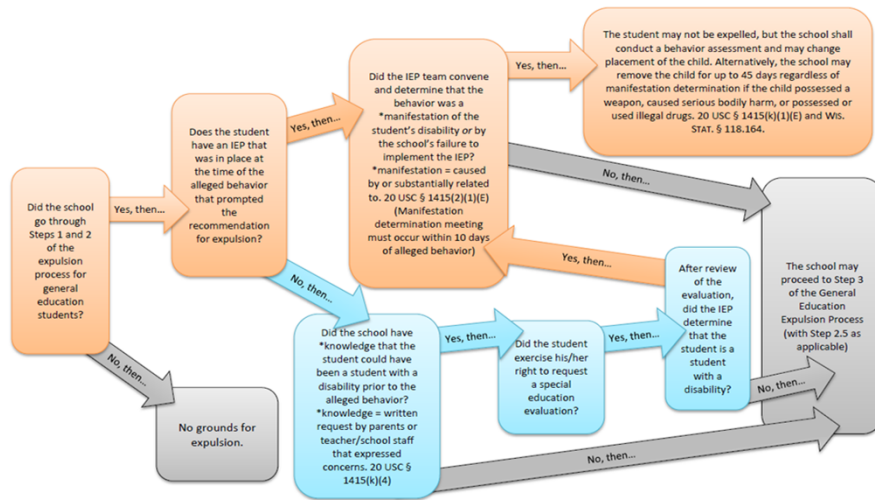 Did the school
go through
Steps 1 and 2
of the
expulsion
process for
general
education
students?
Yes, then...
No, then...
No grounds for
expulsion.
Does the student
have an IEP that
was in place at
the time of the
alleged behavior
that prompted
the
recommendation
for expulsion?
Yes, then...
No, then...
Did the IEP team convene
and determine that the
behavior was a
*manifestation of the
student's disability or by
the school's failure to
implement the IEP?
*manifestation = caused
by or substantially related
to. 20 USC § 1415(2)(1)(E)
(Manifestation
determination meeting
must occur within 10 days
of alleged behavior)
Yes, then...
No, then...
The student may not be expelled, but the school shall
conduct a behavior assessment and may change
placement of the child. Alternatively, the school may
remove the child for up to 45 days regardless of
manifestation determination if the child possessed a
weapon, caused serious bodily harm, or possessed or
used illegal drugs. 20 USC § 1415(k)(1)(E) and WIS.
STAT. § 118.164.
Did the school have
*knowledge that the
student could have
been a student with a
disability prior to the
alleged behavior?
*knowledge = written
request by parents or
teacher/school staff
that expressed
concerns. 20 USC §
1415(k)(4)
Yes, then...
No, then...
Did the student
exercise his/her
right to request
a special
education
evaluation?
Yes, then...
After review
of the
evaluation,
did the IEP
determine
that the
student is a
student
with a
disability?
Yes, then...
No, then...
The school may
proceed to Step 3
of the General
Education
Expulsion Process
(with Step 2.5 as
applicable)